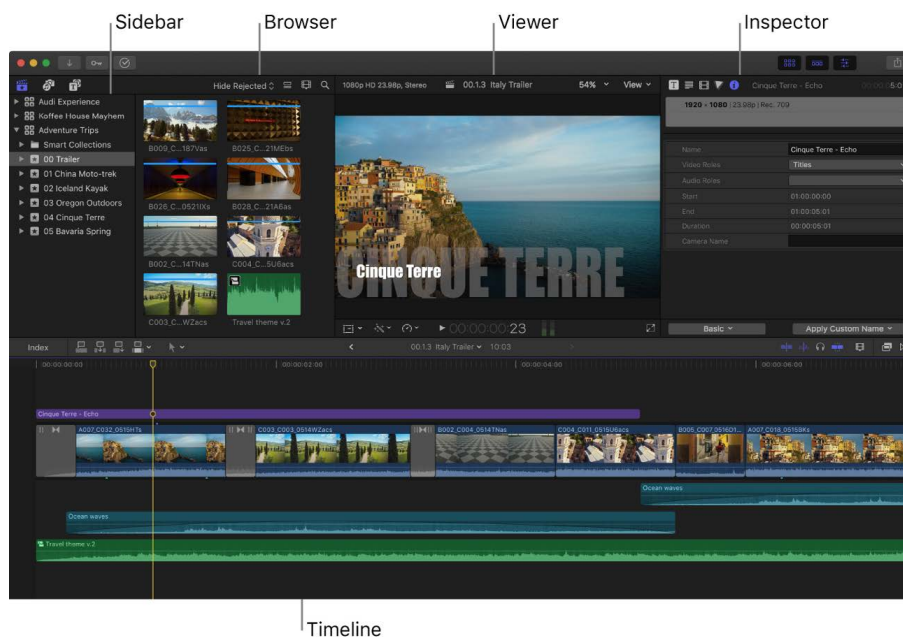 Sidebar
Browser
Viewer
Inspector
Hide Rejected
1080p HD 23.98p, Stereo
00.1.3 Italy Trailer
54%
View
Cinque Terre - Echo
Audi Experience
Koffee House Mayhem
Adventure Trips
Smart Collections
00 Trailer
01 China Moto-trek
02 Iceland Kayak
03 Oregon Outdoors
04 Cinque Terre
05 Bavaria Spring
B009_C...187Vas
B025_C...21MEbs
B026_C...0521IXs
B028_C...21A6as
B002_C...14TNas
C004_C...5U6acs
C003_C...WZacs
Travel theme v.2
CINQUE TERRE
Cinque Terre
1920 × 1080 | 23.98p | Rec. 709
Name
Cinque Terre - Echo
Video Roles
Titles
Audio Roles
Start
01:00:00:00
End
01:00:05:01
Duration
00:00:05:01
Camera Name
00:00:00:23
Basic
Apply Custom Name
Index
00.1.3 Italy Trailer
10:03
00:00:00:00
00:00:02:00
00:00:04:00
00:00:06:00
Cinque Terre - Echo
A007_C032_0515H7s
C003_C003_0514WZacs
B002_C004_0514TNas
C004_C011_0515U6acs
B006_C007_0516D1...
A007_C018_0515BKs
Ocean waves
Ocean waves
Travel theme v.2
Timeline